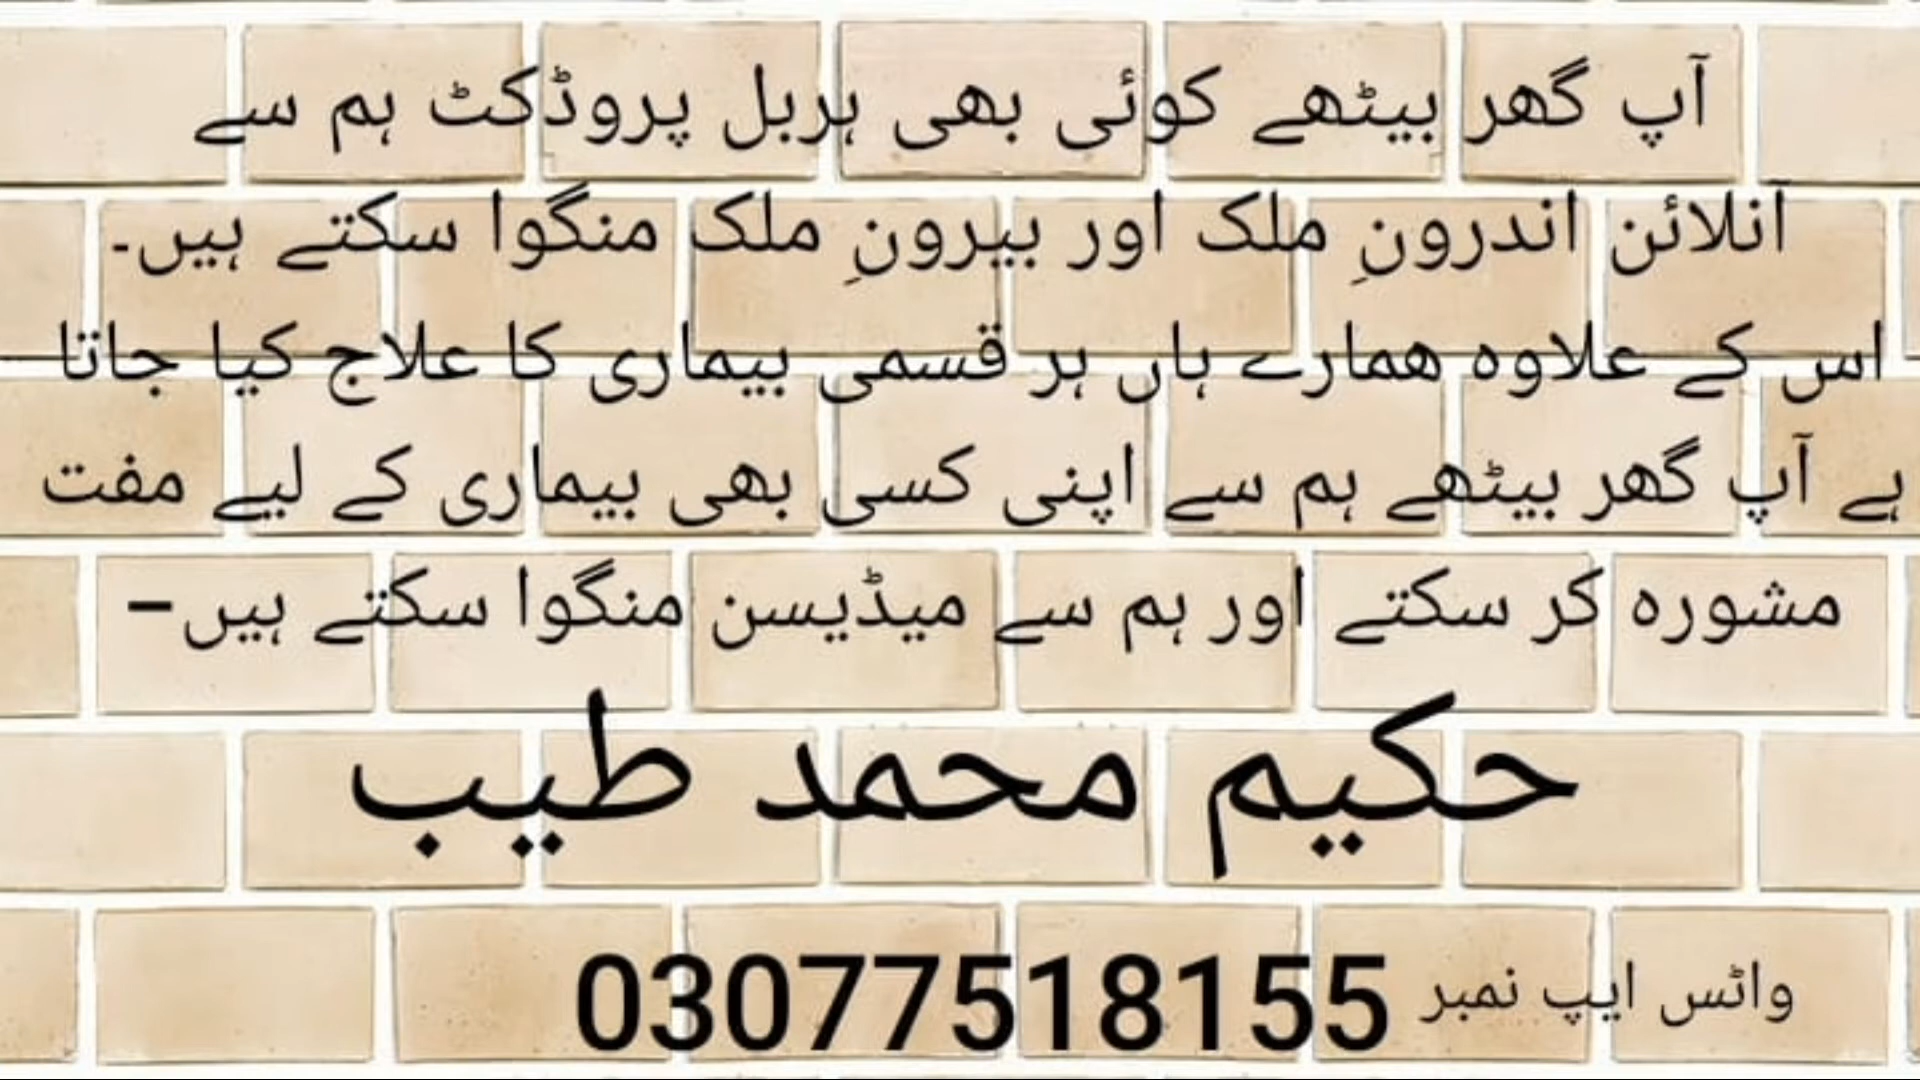 آپ گھر بیٹھے کوئی بھی ہربل پروڈکٹ ہم سے
آنلائن اندرونِ ملک اور بیرونِ ملک منگوا سکتے ہیں۔
اس کے علاوہ ھمارے ہاں ہر قسمی بیماری کا علاج کیا جاتا
ہے آپ گھر بیٹھے ہم سے اپنی کسی بھی بیماری کے لیے مفت
مشورہ کر سکتے اور ہم سے میڈیسن منگوا سکتے ہیں–
حکیم محمد طیب
واٹس ایپ نمبر 03077518155